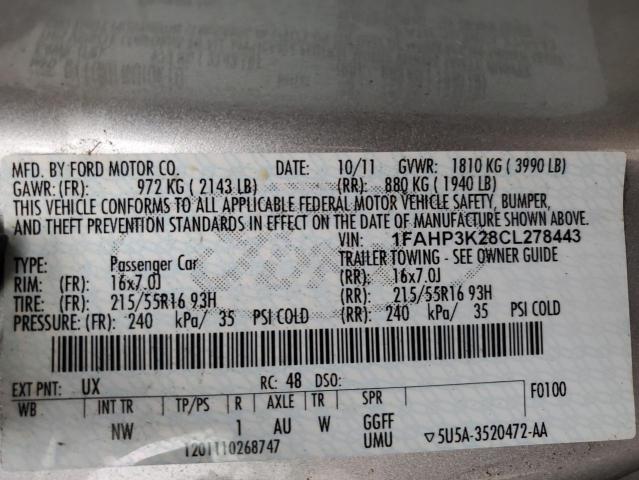 MFD. BY FORD MOTOR CO. DATE: 10/11 GVWR: 1810 KG ( 3990 LB)
GAWR: (FR): 972 KG ( 2143 LB) (RR): 880 KG ( 1940 LB)
THIS VEHICLE CONFORMS TO ALL APPLICABLE FEDERAL MOTOR VEHICLE SAFETY, BUMPER,
AND THEFT PREVENTION STANDARDS IN EFFECT ON THE DATE OF MANUFACTURE SHOWN ABOVE.
VIN: 1FAHP3K28CL278443
TYPE: Passenger Car TRAILER TOWING - SEE OWNER GUIDE
RIM: (FR): 16x7.0J (RR): 16x7.0J
TIRE: (FR): 215/55R16 93H (RR): 215/55R16 93H
PRESSURE: (FR): 240 kPa/ 35 PSI COLD (RR): 240 kPa/ 35 PSI COLD
EXT PNT: UX RC: 48 DSO: F0100
WB INT TR TP/PS R AXLE TR SPR
NW 1 AU W GGFF
UMU
1201110268747 ▽5U5A-3520472-AA